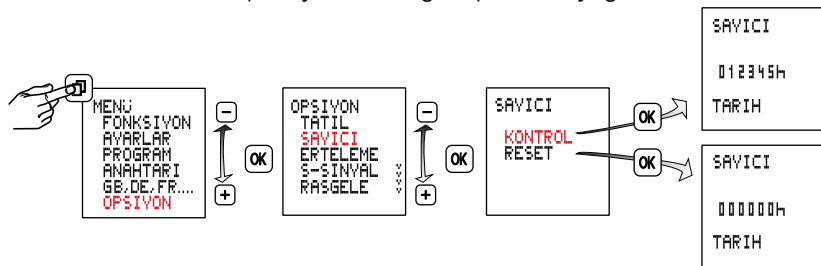 MENÜ
FONKSIYON
AYARLAR
PROGRAM
ANAHTARI
GB,DE,FR....
OPSIYON
OK
OPSIYON
TATIL
SAYICI
ERTELEME
S-SINYAL
RASGELE
OK
SAYICI
KONTROL
RESET
OK
OK
SAYICI
012345h
TARIH
SAYICI
000000h
TARIH